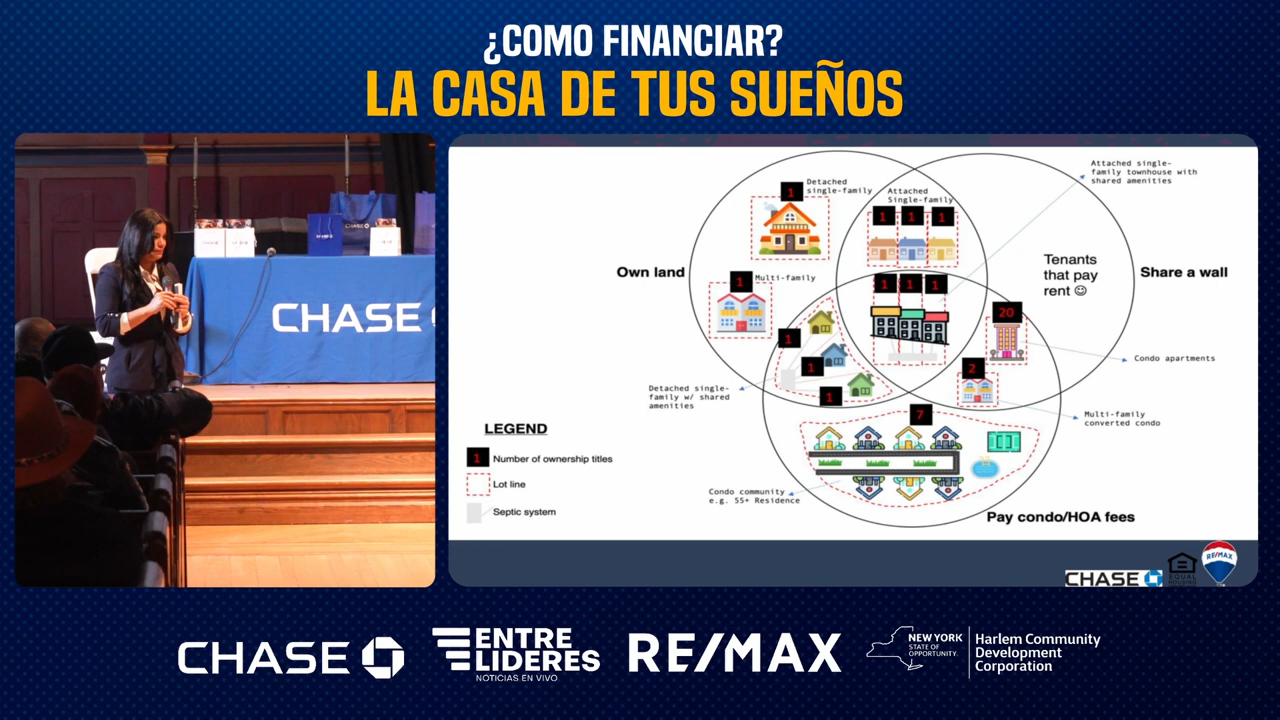 ¿COMO FINANCIAR?
LA CASA DE TUS SUEÑOS
CHASE
CHASE
Detached
single-family
Attached
Single-family
Attached single-
family townhouse with
shared amenities
1
1 1 1
Own land
Multi-family
1
Tenants
that pay
rent ☺
Share a wall
1 1 1
20
1
1
1
Condo apartments
2
Detached single-
family w/ shared
amenities
7
Multi-family
converted condo
LEGEND
1 Number of ownership titles
Lot line
Septic system
Condo community
e.g. 55+ Residence
Pay condo/HOA fees
CHASE
EQUAL HOUSING
RE/MAX
CHASE
ENTRE
LIDERES
NOTICIAS EN VIVO
RE/MAX
NEW YORK
STATE OF
OPPORTUNITY.
Harlem Community
Development
Corporation